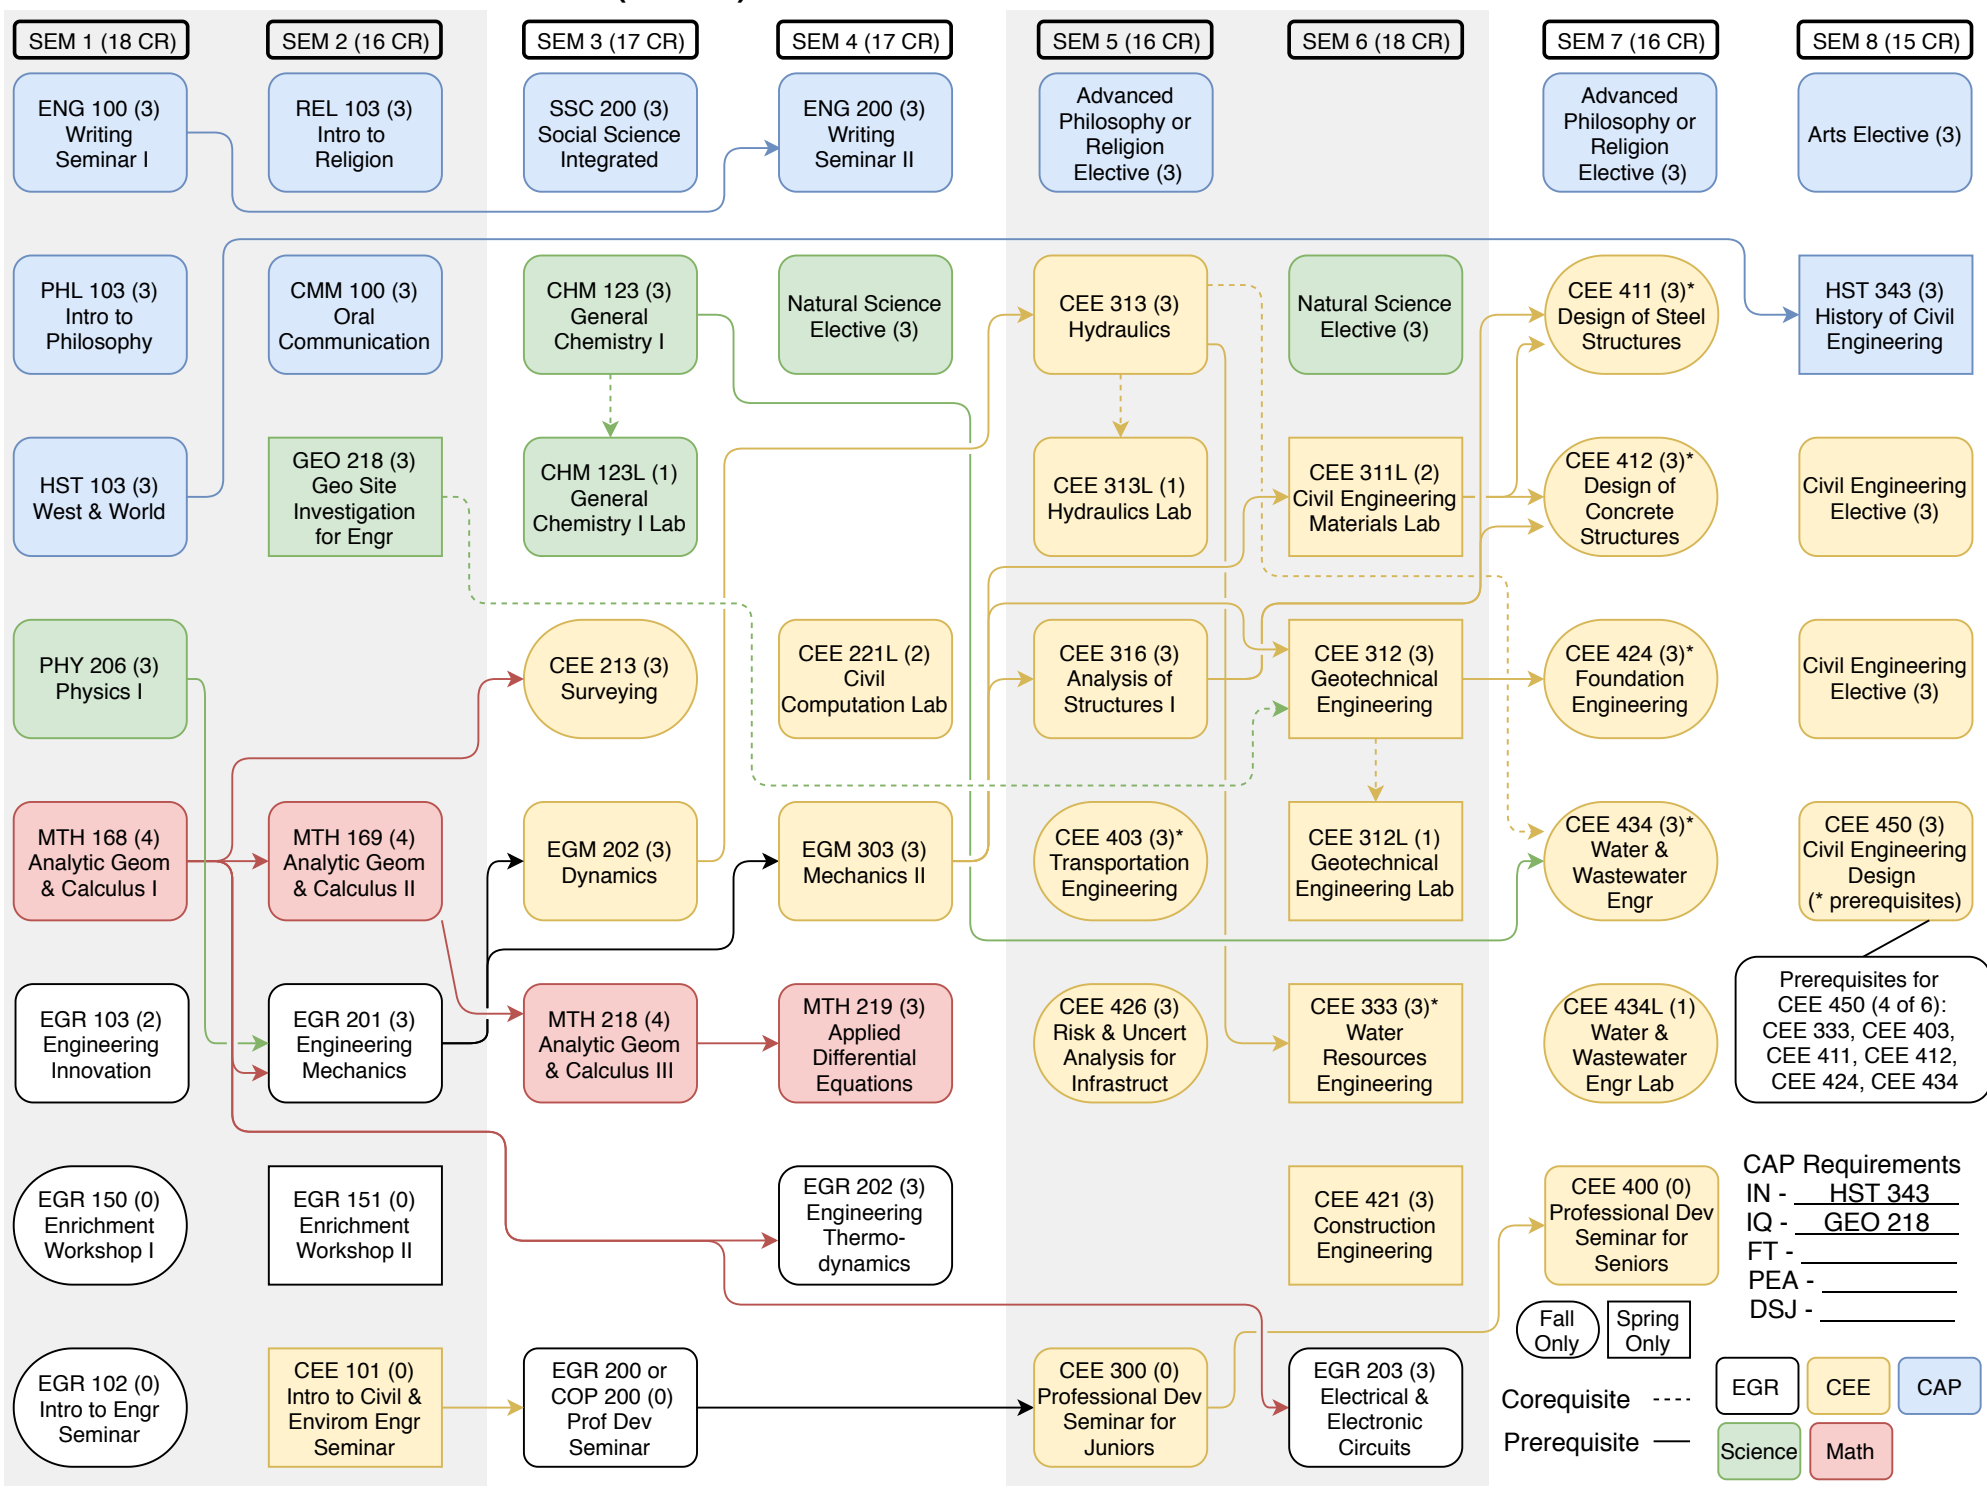 SEM 1 (18 CR)
SEM 2 (16 CR)
SEM 3 (17 CR)
SEM 4 (17 CR)
SEM 5 (16 CR)
SEM 6 (18 CR)
SEM 7 (16 CR)
SEM 8 (15 CR)
ENG 100 (3)
Writing
Seminar I
REL 103 (3)
Intro to
Religion
SSC 200 (3)
Social Science
Integrated
ENG 200 (3)
Writing
Seminar II
Advanced
Philosophy or
Religion
Elective (3)
Advanced
Philosophy or
Religion
Elective (3)
Arts Elective (3)
PHL 103 (3)
Intro to
Philosophy
CMM 100 (3)
Oral
Communication
CHM 123 (3)
General
Chemistry I
Natural Science
Elective (3)
CEE 313 (3)
Hydraulics
Natural Science
Elective (3)
CEE 411 (3)*
Design of Steel
Structures
HST 343 (3)
History of Civil
Engineering
HST 103 (3)
West & World
GEO 218 (3)
Geo Site
Investigation
for Engr
CHM 123L (1)
General
Chemistry I Lab
CEE 313L (1)
Hydraulics Lab
CEE 311L (2)
Civil Engineering
Materials Lab
CEE 412 (3)*
Design of
Concrete
Structures
Civil Engineering
Elective (3)
PHY 206 (3)
Physics I
CEE 213 (3)
Surveying
CEE 221L (2)
Civil
Computation Lab
CEE 316 (3)
Analysis of
Structures I
CEE 312 (3)
Geotechnical
Engineering
CEE 424 (3)*
Foundation
Engineering
Civil Engineering
Elective (3)
MTH 168 (4)
Analytic Geom
& Calculus I
MTH 169 (4)
Analytic Geom
& Calculus II
EGM 202 (3)
Dynamics
EGM 303 (3)
Mechanics II
CEE 403 (3)*
Transportation
Engineering
CEE 312L (1)
Geotechnical
Engineering Lab
CEE 434 (3)*
Water &
Wastewater
Engr
CEE 450 (3)
Civil Engineering
Design
(* prerequisites)
EGR 103 (2)
Engineering
Innovation
EGR 201 (3)
Engineering
Mechanics
MTH 218 (4)
Analytic Geom
& Calculus III
MTH 219 (3)
Applied
Differential
Equations
CEE 426 (3)
Risk & Uncert
Analysis for
Infrastruct
CEE 333 (3)*
Water
Resources
Engineering
CEE 434L (1)
Water &
Wastewater
Engr Lab
Prerequisites for
CEE 450 (4 of 6):
CEE 333, CEE 403,
CEE 411, CEE 412,
CEE 424, CEE 434
EGR 150 (0)
Enrichment
Workshop I
EGR 151 (0)
Enrichment
Workshop II
EGR 202 (3)
Engineering
Thermo-
dynamics
CEE 421 (3)
Construction
Engineering
CEE 400 (0)
Professional Dev
Seminar for
Seniors
CAP Requirements
IN - HST 343
IQ - GEO 218
FT -
PEA -
DSJ -
EGR 102 (0)
Intro to Engr
Seminar
CEE 101 (0)
Intro to Civil &
Envirom Engr
Seminar
EGR 200 or
COP 200 (0)
Prof Dev
Seminar
CEE 300 (0)
Professional Dev
Seminar for
Juniors
EGR 203 (3)
Electrical &
Electronic
Circuits
Fall
Only
Spring
Only
Corequisite
Prerequisite
EGR
CEE
CAP
Science
Math